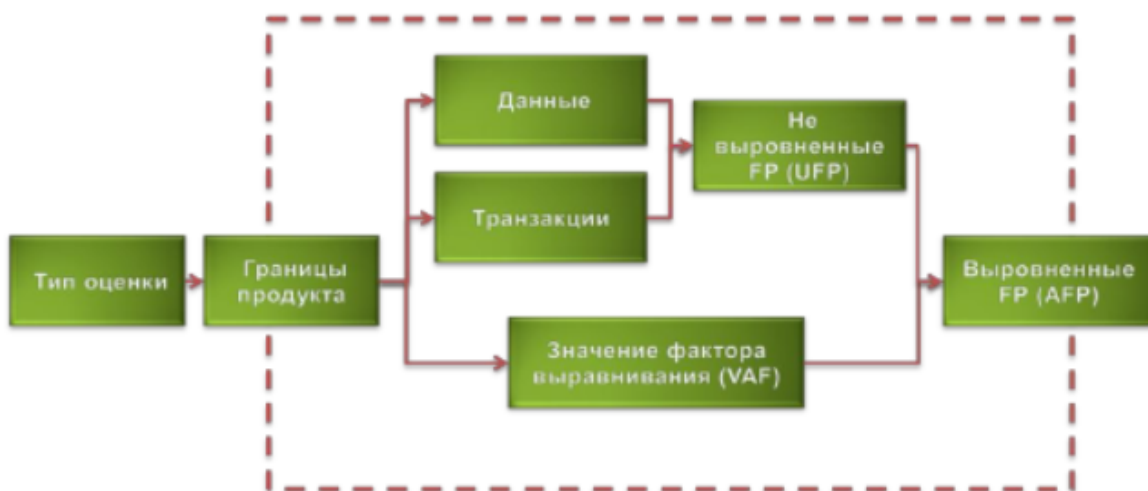 Данные
Не
выровненные
FP (UFP)
Транзакции
Тип оценки
Границы
продукта
Выровненные
FP (AFP)
Значение фактора
выравнивания (VAF)